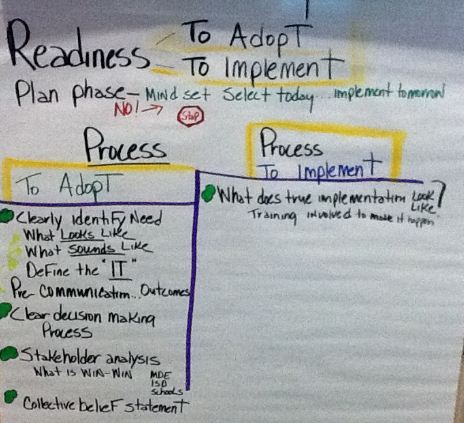 Readiness
To Adopt
To Implement
Plan phase - Mind set Select today... implement tomorrow
NO! → Stop
Process
To Adopt
Clearly Identify Need
What Looks Like
What Sounds Like
Define the "IT"
Pre Communication... Outcomes
Clear decision making
Process
Stakeholder analysis
What is WIN-WIN
MDE
ISD
Schools
Collective belief statement
Process
To Implement
What does true implementation Look
Like?
Training involved to make it happen